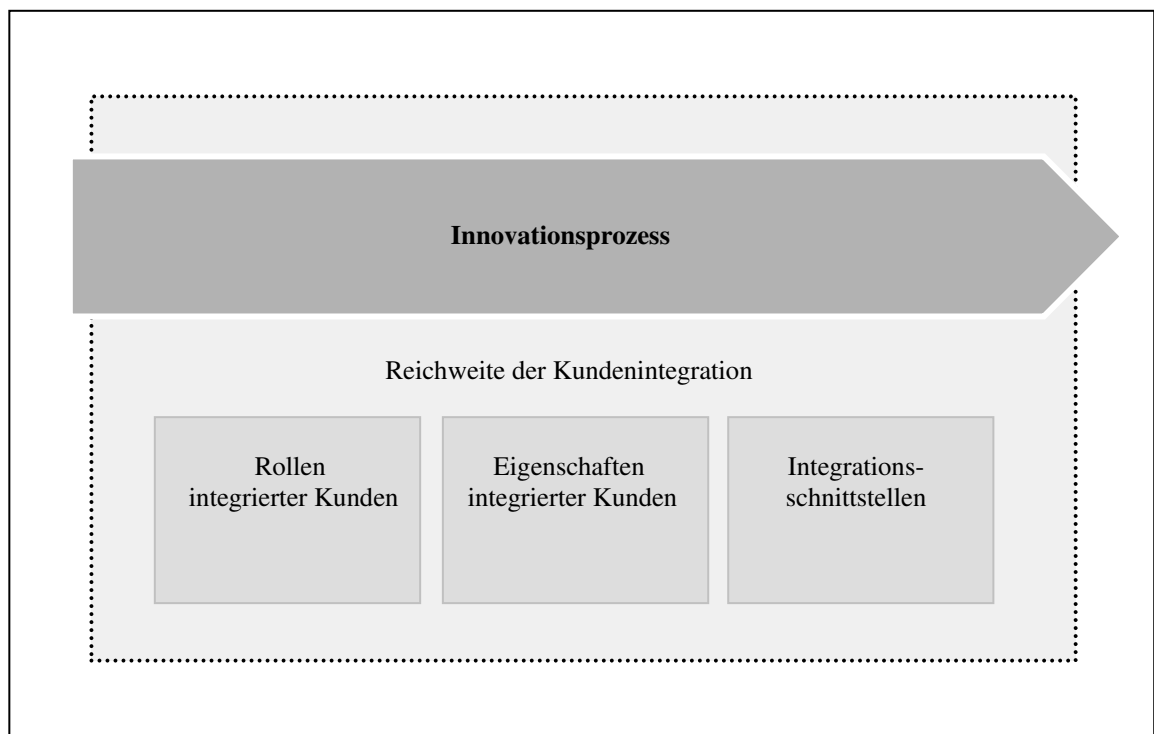 Innovationsprozess
Reichweite der Kundenintegration
Rollen
integrierter Kunden
Eigenschaften
integrierter Kunden
Integrations-
schnittstellen